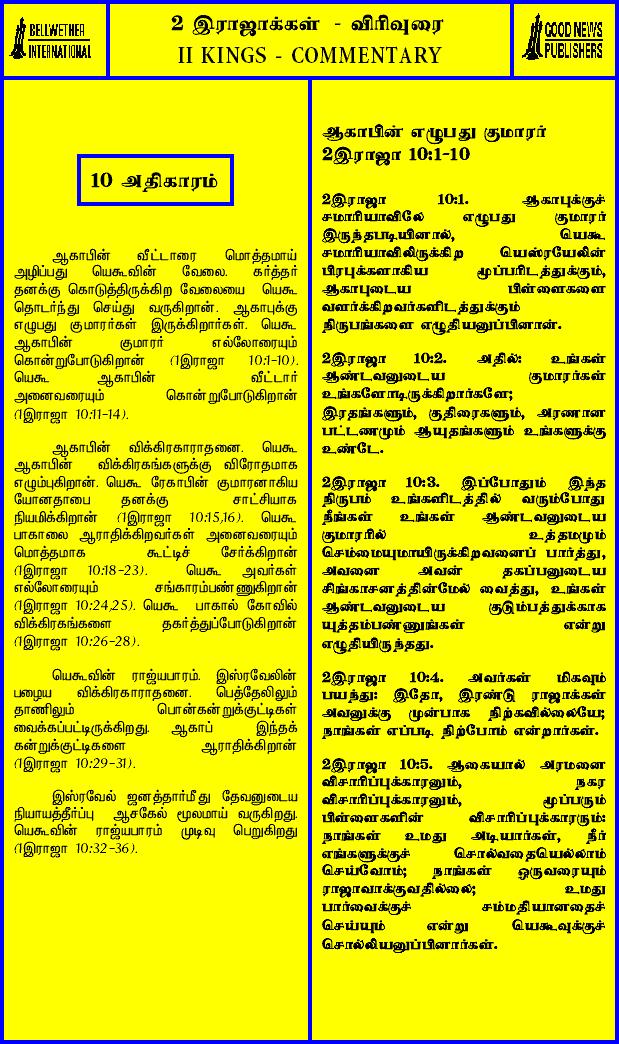 BELLWETHER
INTERNATIONAL
2 இராஜாக்கள் - விரிவுரை
II KINGS - COMMENTARY
GOOD NEWS
PUBLISHERS
10 அதிகாரம்
ஆகாபின் வீட்டாரை மொத்தமாய்
அழிப்பது யெகூவின் வேலை. கர்த்தர்
தனக்கு கொடுத்திருக்கிற வேலையை யெகூ
தொடர்ந்து செய்து வருகிறான். ஆகாபுக்கு
எழுபது குமாரர்கள் இருக்கிறார்கள். யெகூ
ஆகாபின் குமாரர் எல்லோரையும்
கொன்றுபோடுகிறான் (1இராஜா 10:1-10).
யெகூ ஆகாபின் வீட்டார்
அனைவரையும் கொன்றுபோடுகிறான்
(1இராஜா 10:11-14).
ஆகாபின் விக்கிரகாராதனை. யெகூ
ஆகாபின் விக்கிரகங்களுக்கு விரோதமாக
எழும்புகிறான். யெகூ ரேகாபின் குமாரனாகிய
யோனதாபை தனக்கு சாட்சியாக
நியமிக்கிறான் (1இராஜா 10:15,16). யெகூ
பாகாலை ஆராதிக்கிறவர்கள் அனைவரையும்
மொத்தமாக கூட்டிச் சேர்க்கிறான்
(1இராஜா 10:18-23). யெகூ அவர்கள்
எல்லோரையும் சங்காரம்பண்ணுகிறான்
(1இராஜா 10:24,25). யெகூ பாகால் கோவில்
விக்கிரகங்களை தகர்த்துப்போடுகிறான்
(1இராஜா 10:26-28).
யெகூவின் ராஜ்யபாரம். இஸ்ரவேலின்
பழைய விக்கிரகாராதனை. பெத்தேலிலும்
தாணிலும் பொன்கன்றுக்குட்டிகள்
வைக்கப்பட்டிருக்கிறது. ஆகாப் இந்தக்
கன்றுக்குட்டிகளை ஆராதிக்கிறான்
(1இராஜா 10:29-31).
இஸ்ரவேல் ஜனத்தார்மீது தேவனுடைய
நியாயத்தீர்ப்பு ஆசகேல் மூலமாய் வருகிறது.
யெகூவின் ராஜ்யபாரம் முடிவு பெறுகிறது
(1இராஜா 10:32-36).
ஆகாபின் எழுபது குமாரர்
2இராஜா 10:1-10
2இராஜா 10:1. ஆகாபுக்குச்
சமாரியாவிலே எழுபது குமாரர்
இருந்தபடியினால், யெகூ
சமாரியாவிலிருக்கிற யெஸ்ரயேலின்
பிரபுக்களாகிய மூப்பரிடத்துக்கும்,
ஆகாபுடைய பிள்ளைகளை
வளர்க்கிறவர்களிடத்துக்கும்
நிருபங்களை எழுதியனுப்பினான்.
2இராஜா 10:2. அதில்: உங்கள்
ஆண்டவனுடைய குமாரர்கள்
உங்களோடிருக்கிறார்களே;
இரதங்களும், குதிரைகளும், அரணான
பட்டணமும் ஆயுதங்களும் உங்களுக்கு
உண்டே.
2இராஜா 10:3. இப்போதும் இந்த
நிருபம் உங்களிடத்தில் வரும்போது
நீங்கள் உங்கள் ஆண்டவனுடைய
குமாரரில் உத்தமமும்
செம்மையுமாயிருக்கிறவனைப் பார்த்து,
அவனை அவன் தகப்பனுடைய
சிங்காசனத்தின்மேல் வைத்து, உங்கள்
ஆண்டவனுடைய குடும்பத்துக்காக
யுத்தம்பண்ணுங்கள் என்று
எழுதியிருந்தது.
2இராஜா 10:4. அவர்கள் மிகவும்
பயந்து: இதோ, இரண்டு ராஜாக்கள்
அவனுக்கு முன்பாக நிற்கவில்லையே;
நாங்கள் எப்படி நிற்போம் என்றார்கள்.
2இராஜா 10:5. ஆகையால் அரமனை
விசாரிப்புக்காரனும், நகர
விசாரிப்புக்காரனும், மூப்பரும்
பிள்ளைகளின் விசாரிப்புக்காரரும்:
நாங்கள் உமது அடியார்கள், நீர்
எங்களுக்குச் சொல்வதையெல்லாம்
செய்வோம்; நாங்கள் ஒருவரையும்
ராஜாவாக்குவதில்லை; உமது
பார்வைக்குச் சம்மதியானதைச்
செய்யும் என்று யெகூவுக்குச்
சொல்லியனுப்பினார்கள்.